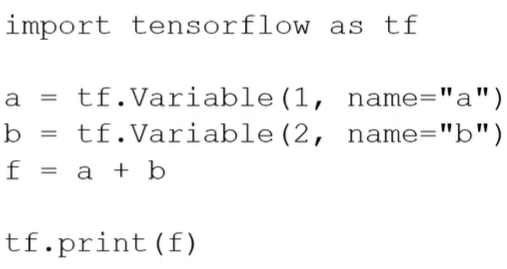 import tensorflow as tf
a = tf.Variable(1, name="a")
b = tf.Variable(2, name="b")
f = a + b
tf.print(f)